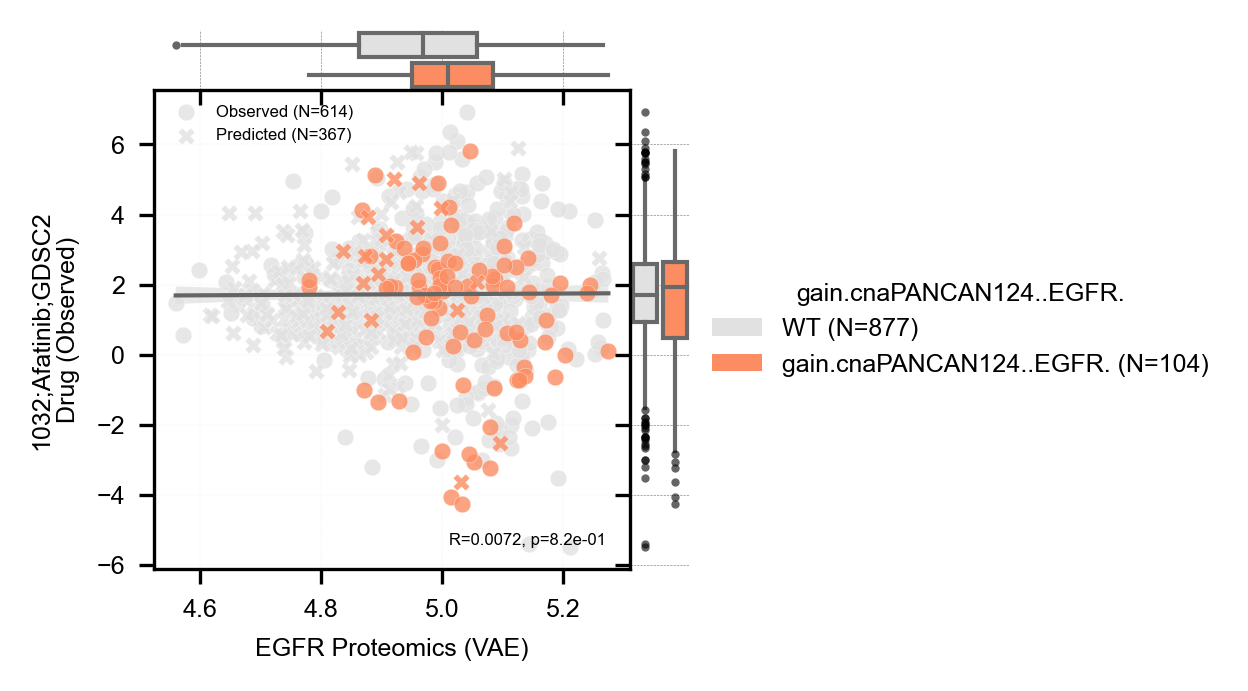 Observed (N=614)
Predicted (N=367)
6
4
2
0
−2
−4
−6
1032;Afatinib;GDSC2
Drug (Observed)
R=0.0072, p=8.2e-01
4.6 4.8 5.0 5.2
EGFR Proteomics (VAE)
gain.cnaPANCAN124..EGFR.
WT (N=877)
gain.cnaPANCAN124..EGFR. (N=104)